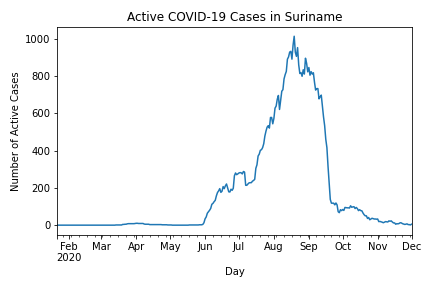 Active COVID-19 Cases in Suriname
Number of Active Cases
1000
800
600
400
200
0
Feb Mar Apr May Jun Jul Aug Sep Oct Nov Dec
2020
Day